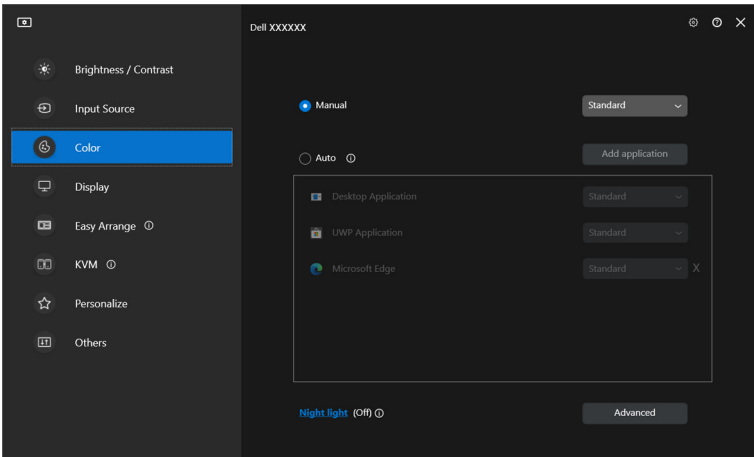 Dell XXXXXX
Brightness / Contrast
Input Source
Color
Display
Easy Arrange
KVM
Personalize
Others
Manual
Standard
Auto
Add application
Desktop Application
Standard
UWP Application
Standard
Microsoft Edge
Standard
X
Night light (Off)
Advanced